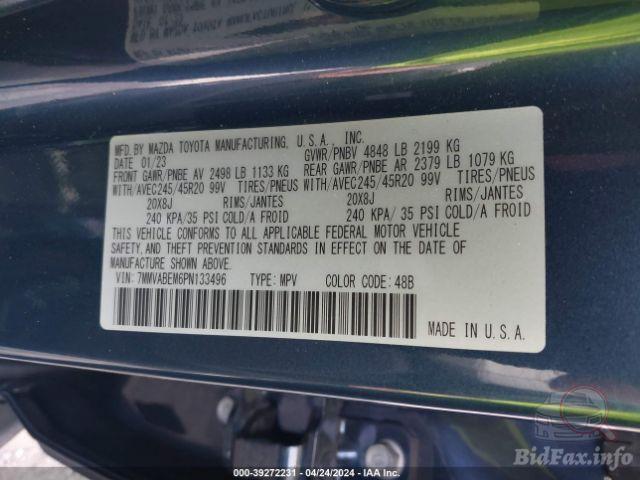 MFD.BY MAZDA TOYOTA MANUFACTURING, U.S.A., INC.
DATE 01/23 GVWR/PNBV 4848 LB 2199 KG
FRONT GAWR/PNBE AV 2498 LB 1133 KG REAR GAWR/PNBE AR 2379 LB 1079 KG
WITH/AVEC245/45R20 99V TIRES/PNEUS WITH/AVEC245/45R20 99V TIRES/PNEUS
20X8J RIMS/JANTES 20X8J RIMS/JANTES
240 KPA/ 35 PSI COLD/A FROID 240 KPA/ 35 PSI COLD/A FROID
THIS VEHICLE CONFORMS TO ALL APPLICABLE FEDERAL MOTOR VEHICLE
SAFETY, AND THEFT PREVENTION STANDARDS IN EFFECT ON THE DATE OF
MANUFACTURE SHOWN ABOVE.
VIN: 7MMVABEM6PN133496 TYPE: MPV COLOR CODE: 48B
MADE IN U.S.A.
BidFax.info
000-39272231 - 04/24/2024 - IAA Inc.